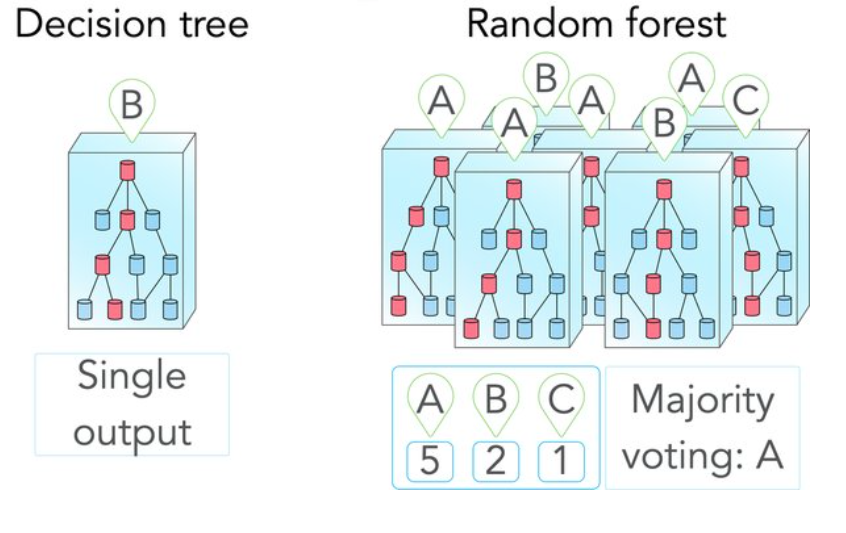 Decision tree
Random forest
B
A
B
A
A
B
A
C
Single
output
A B C
5 2 1
Majority
voting: A